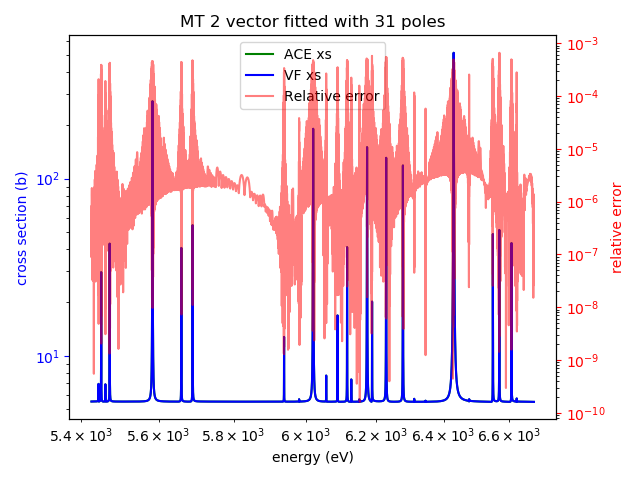 MT 2 vector fitted with 31 poles
ACE xs
VF xs
Relative error
cross section (b)
10²
10¹
relative error
10⁻³
10⁻⁴
10⁻⁵
10⁻⁶
10⁻⁷
10⁻⁸
10⁻⁹
10⁻¹⁰
5.4 × 10³ 5.6 × 10³ 5.8 × 10³ 6 × 10³ 6.2 × 10³ 6.4 × 10³ 6.6 × 10³
energy (eV)